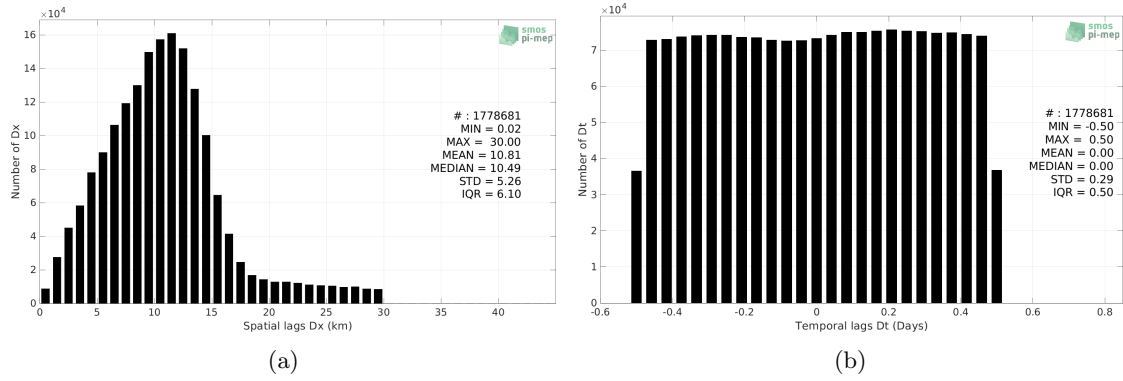 ×10⁴
16
14
12
10
8
6
4
2
0
Number of Dx
smos
pi-mep
# : 1778681
MIN = 0.02
MAX = 30.00
MEAN = 10.81
MEDIAN = 10.49
STD = 5.26
IQR = 6.10
0 5 10 15 20 25 30 35 40
Spatial lags Dx (km)
(a)
×10⁴
7
6
5
4
3
2
1
0
Number of Dt
smos
pi-mep
# : 1778681
MIN = -0.50
MAX = 0.50
MEAN = 0.00
MEDIAN = 0.00
STD = 0.29
IQR = 0.50
-0.6 -0.4 -0.2 0 0.2 0.4 0.6 0.8
Temporal lags Dt (Days)
(b)